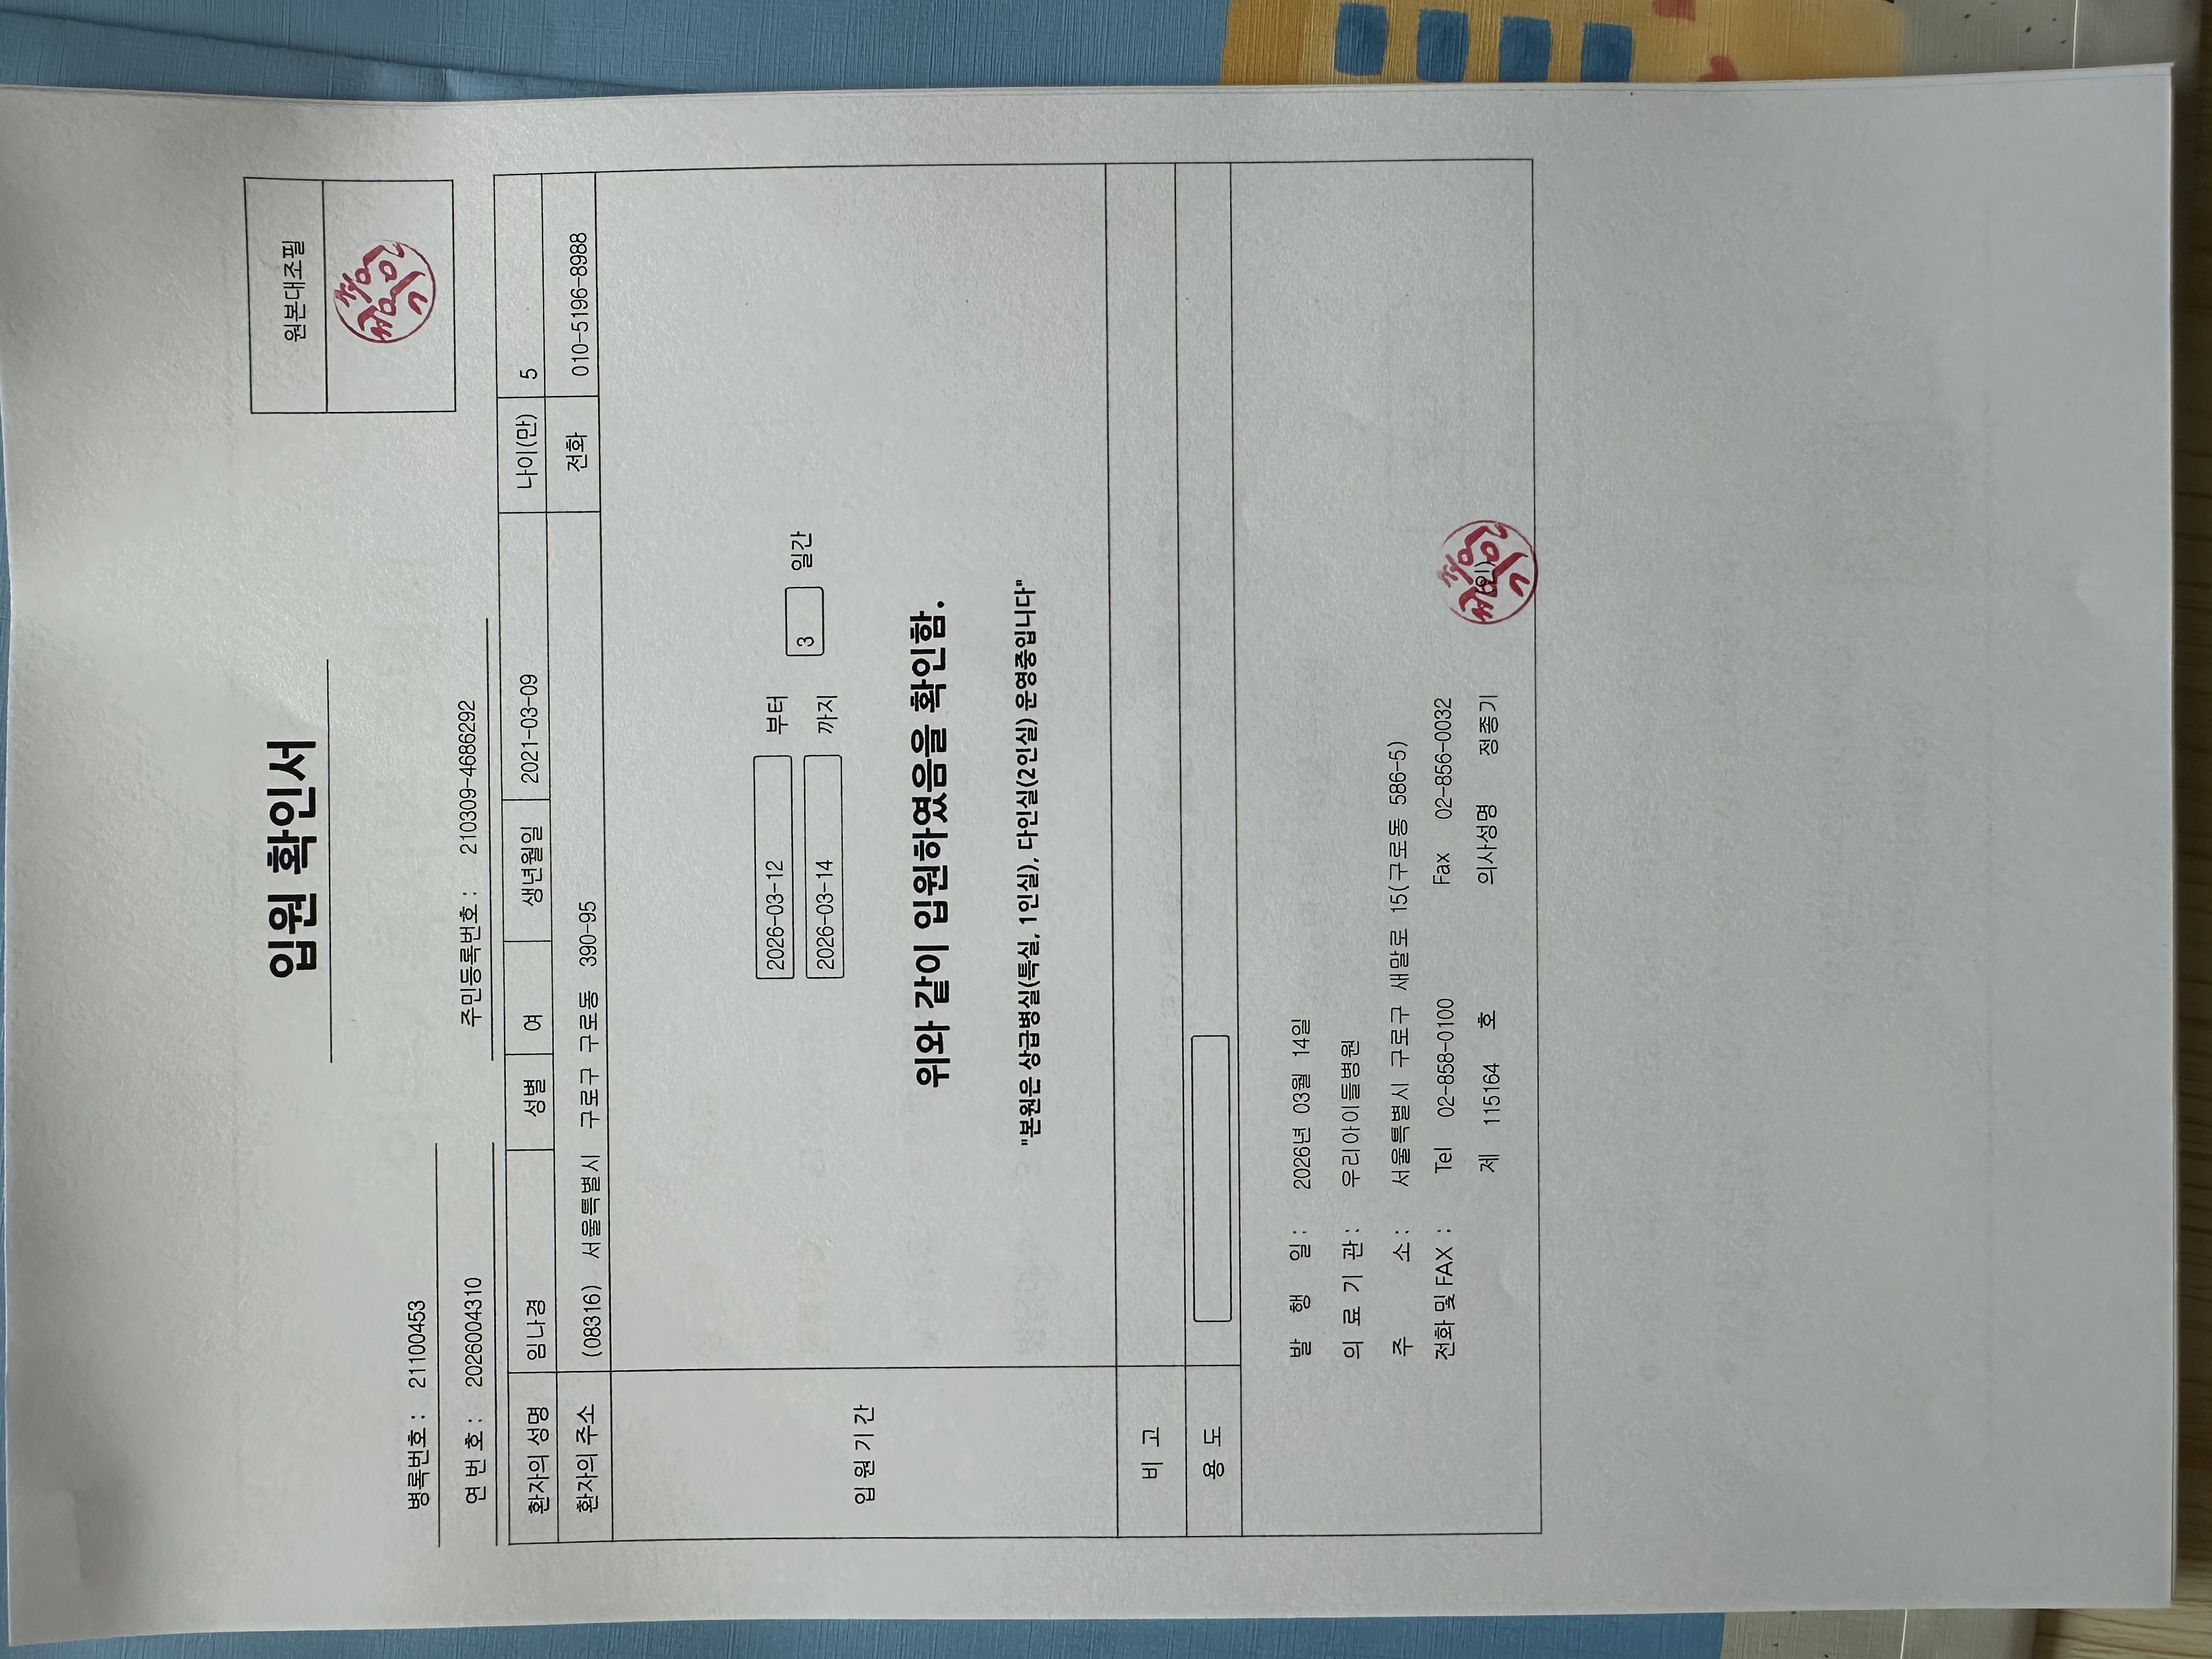 입원 확인서
원본대조필
병록번호 : 21100453
연 번 호 : 2026004310 주민등록번호 : 210309-4686292
환자의 성명 임나경 성별 여 생년월일 2021-03-09 나이(만) 5
환자의 주소 (08316) 서울특별시 구로구 구로동 390-95 전화 010-5196-8988
입 원 기 간
2026-03-12 부터
2026-03-14 까지 3 일간
위와 같이 입원하였음을 확인함.
"본원은 상급병실(특실, 1인실), 다인실(2인실) 운영중입니다"
비 고
용 도
발 행 일 : 2026년 03월 14일
의 료 기 관 : 우리아이들병원
주 소 : 서울특별시 구로구 새말로 15(구로동 586-5)
전화 및 FAX : Tel 02-858-0100 Fax 02-856-0032
제 115164 호 의사성명 정종기 (인)